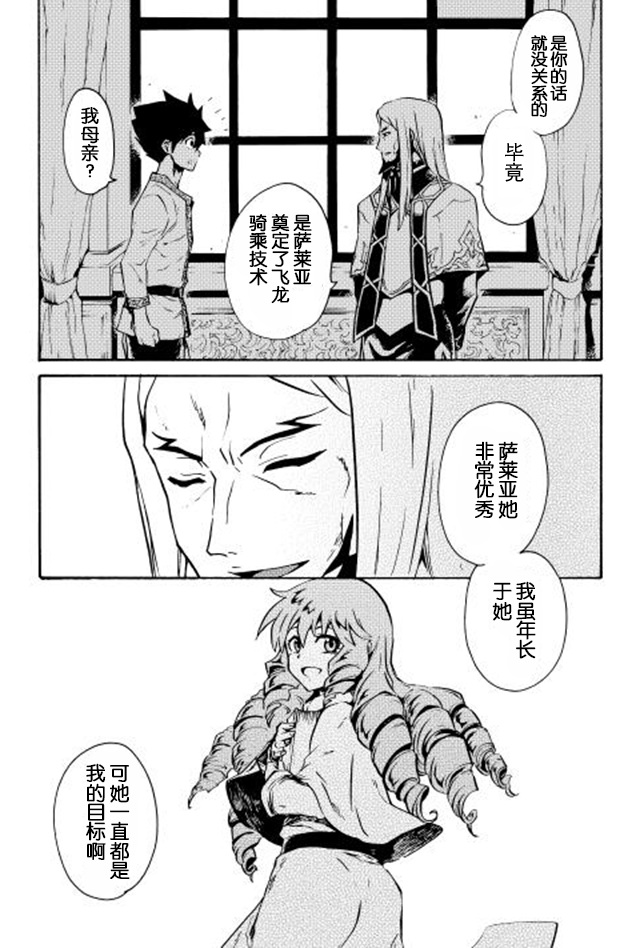 是你的话
就没关系的
毕竟
是萨莱亚
奠定了飞龙
骑乘技术
我母亲？
萨莱亚她
非常优秀
我虽年长
于她
可她一直都是
我的目标啊